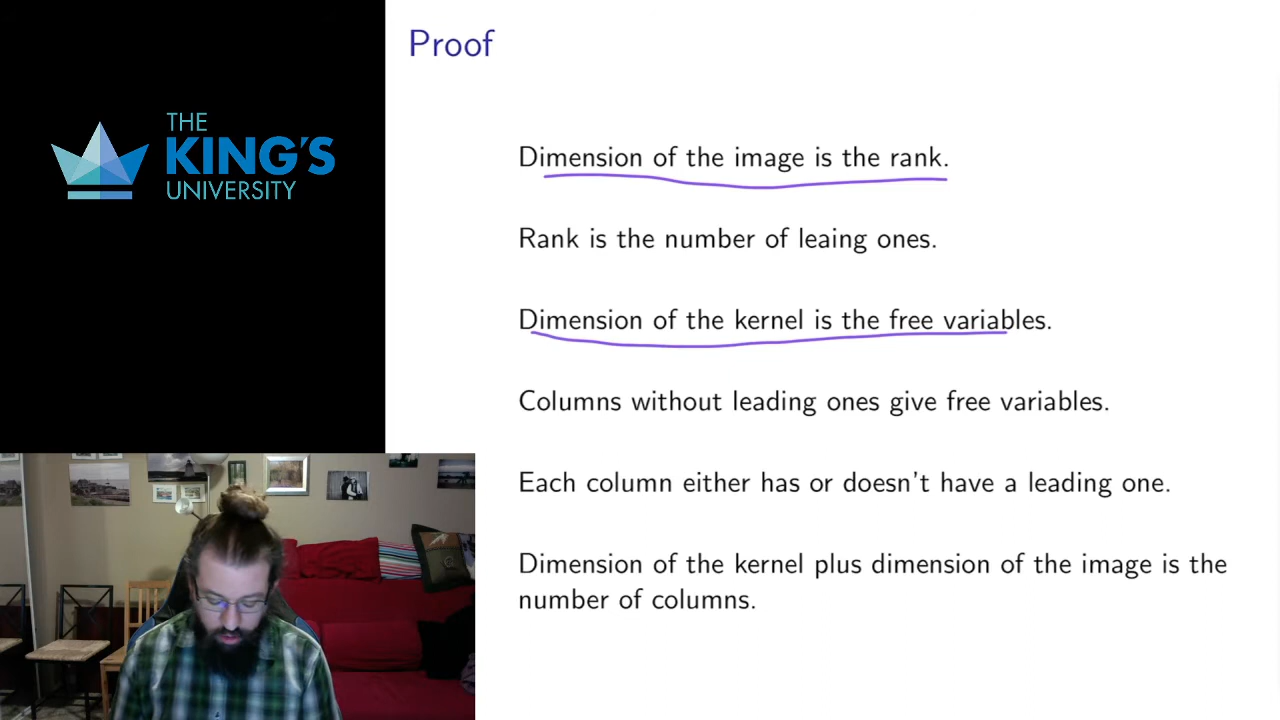 THE
KING'S
UNIVERSITY
Proof
Dimension of the image is the rank.
Rank is the number of leaing ones.
Dimension of the kernel is the free variables.
Columns without leading ones give free variables.
Each column either has or doesn't have a leading one.
Dimension of the kernel plus dimension of the image is the
number of columns.